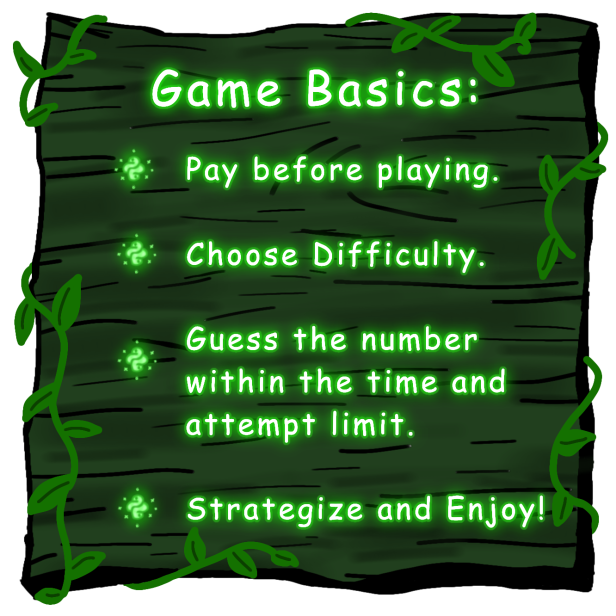 Game Basics:
Pay before playing.
Choose Difficulty.
Guess the number
within the time and
attempt limit.
Strategize and Enjoy!